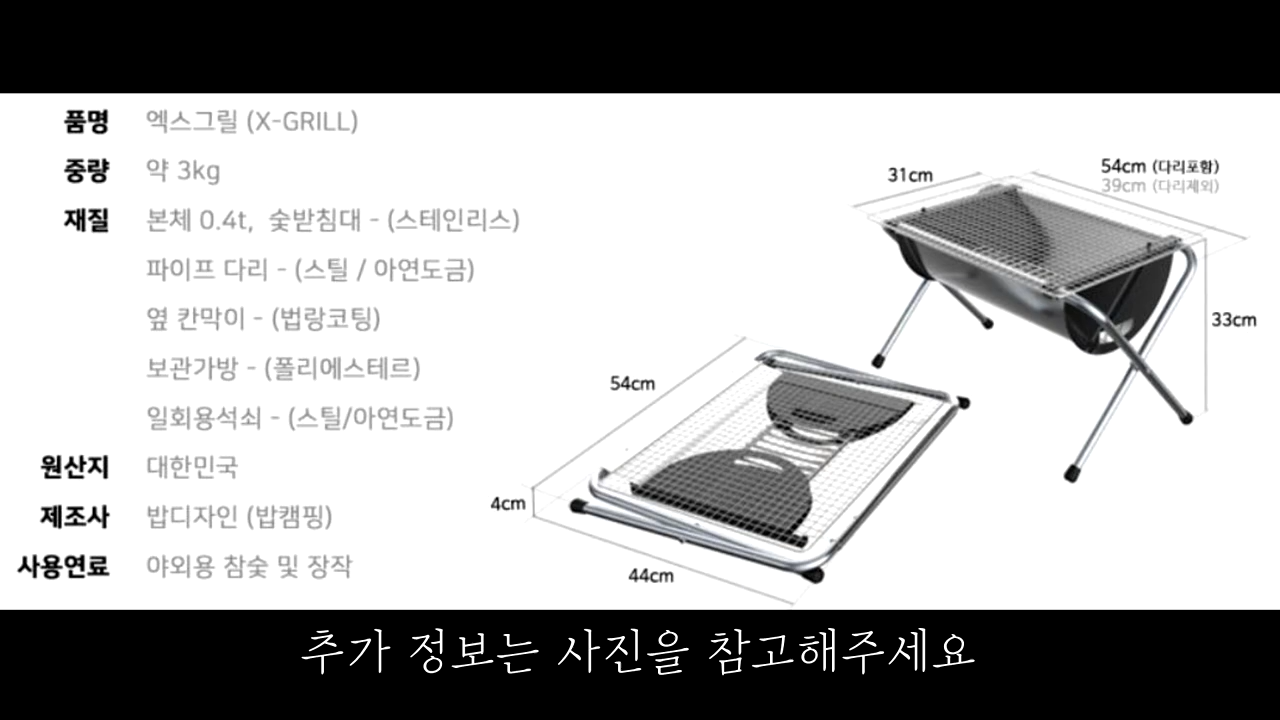 품명 엑스그릴 (X-GRILL)
중량 약 3kg
재질 본체 0.4t, 숯받침대 - (스테인리스)
파이프 다리 - (스틸 / 아연도금)
옆 칸막이 - (법랑코팅)
보관가방 - (폴리에스테르)
일회용석쇠 - (스틸/아연도금)
원산지 대한민국
제조사 밥디자인 (밥캠핑)
사용연료 야외용 참숯 및 장작
31cm
54cm (다리포함)
39cm (다리제외)
33cm
54cm
4cm
44cm
추가 정보는 사진을 참고해주세요